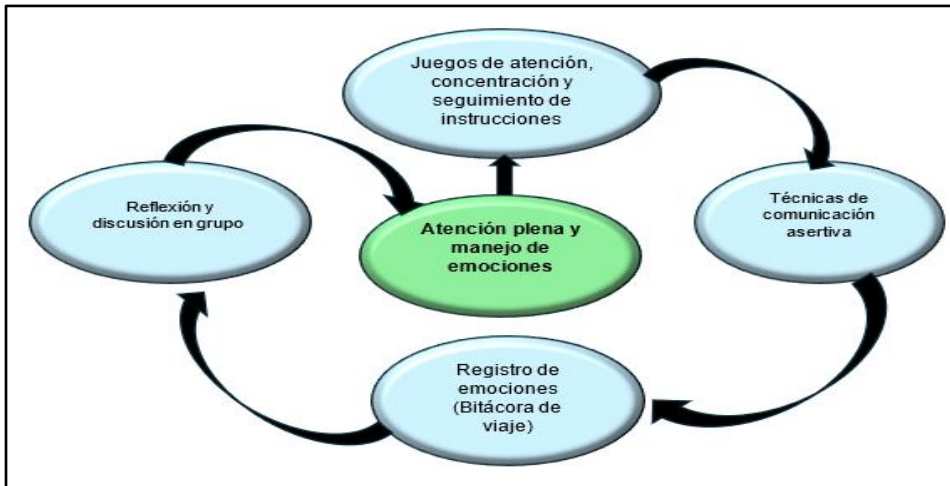 Juegos de atención,
concentración y
seguimiento de
instrucciones
Reflexión y
discusión en grupo
Atención plena y
manejo de
emociones
Técnicas de
comunicación
asertiva
Registro de
emociones
(Bitácora de
viaje)